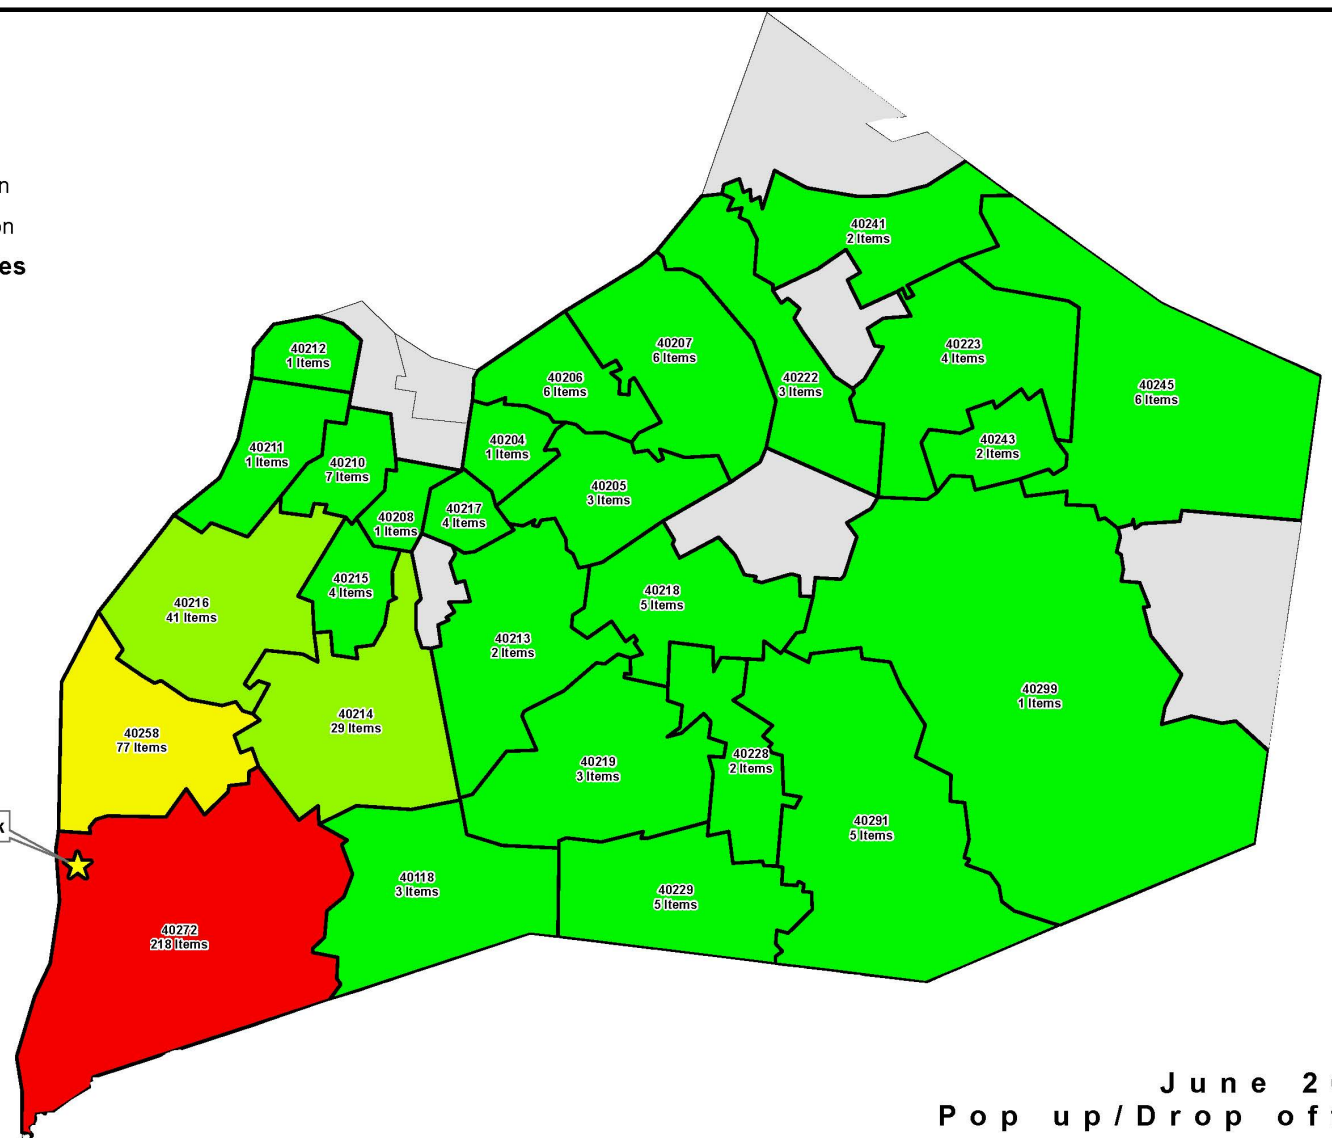 40241
2 Items
40212
1 Items
40207
6 Items
40223
4 Items
40206
6 Items
40222
3 Items
40245
6 Items
40204
1 Items
40243
2 Items
40211
1 Items
40210
7 Items
40205
3 Items
40217
4 Items
40208
1 Items
40215
4 Items
40218
5 Items
40216
41 Items
40213
2 Items
40299
1 Items
40214
29 Items
40258
77 Items
40228
2 Items
40219
3 Items
40291
5 Items
40118
3 Items
40229
5 Items
40272
218 Items
June
Pop up/Drop